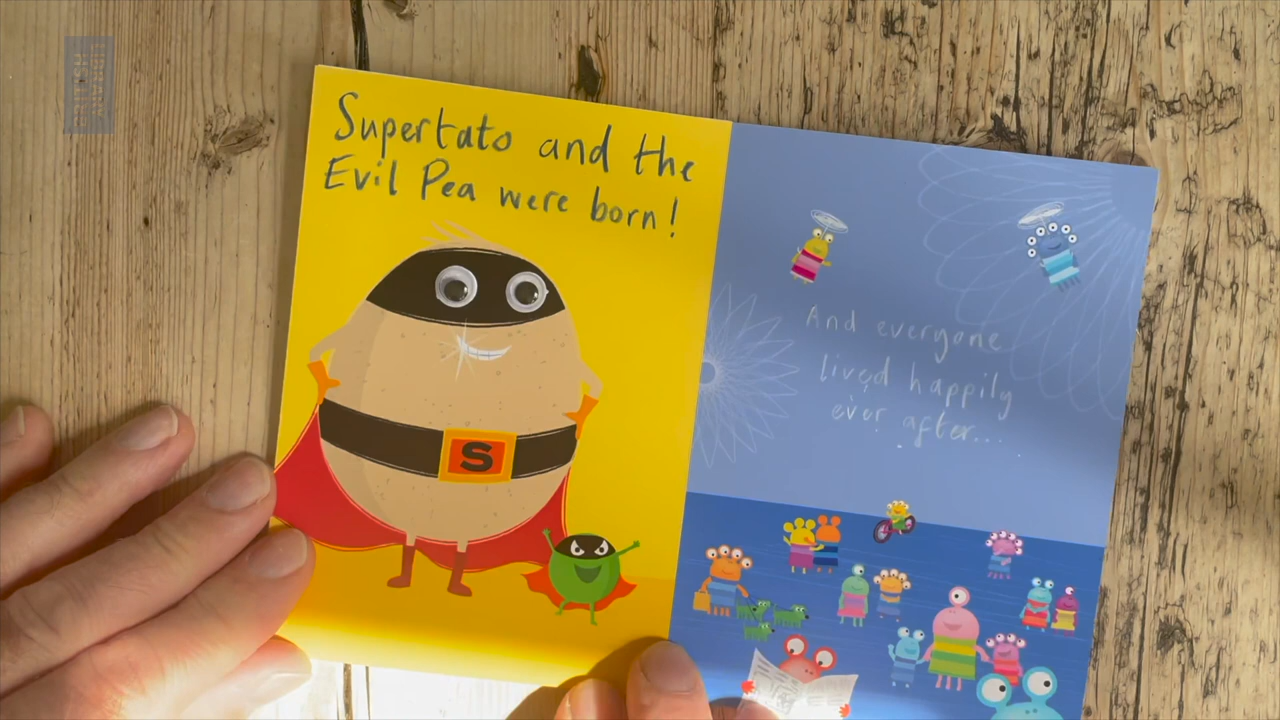 Supertato and the
Evil Pea were born!
S
And everyone
lived happily
ever after...